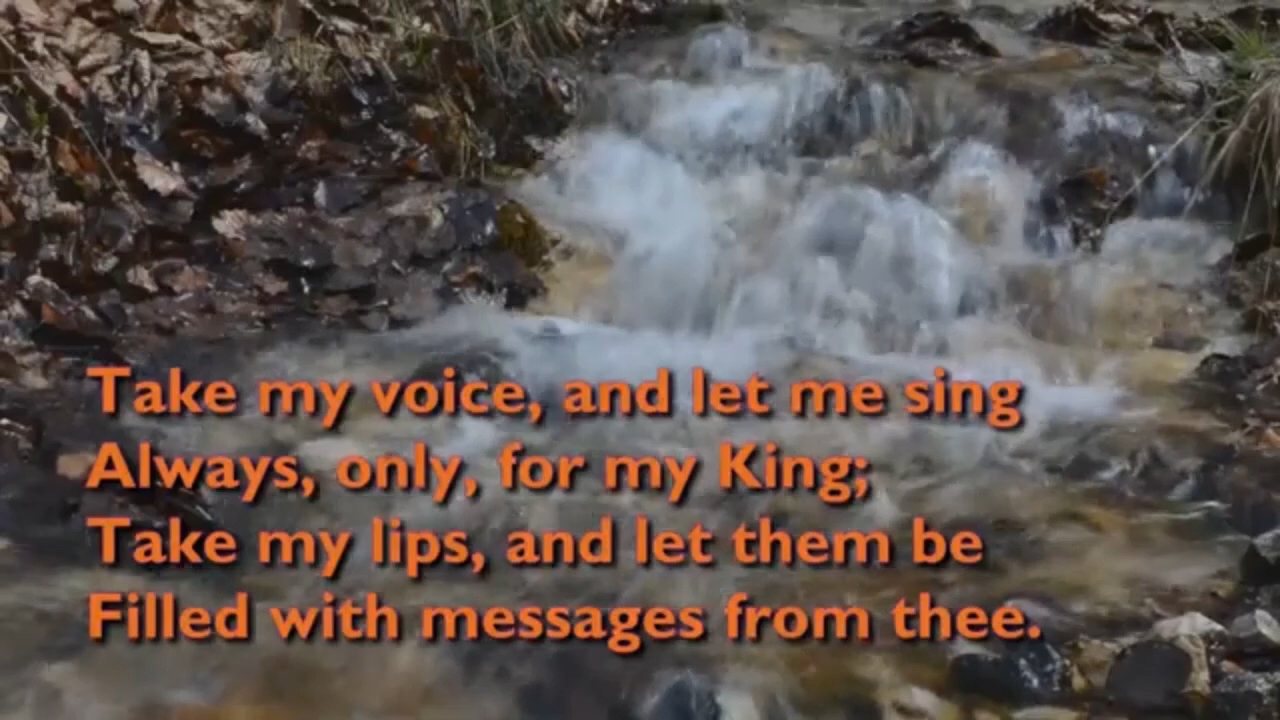 Take my voice, and let me sing
Always, only, for my King;
Take my lips, and let them be
Filled with messages from thee.